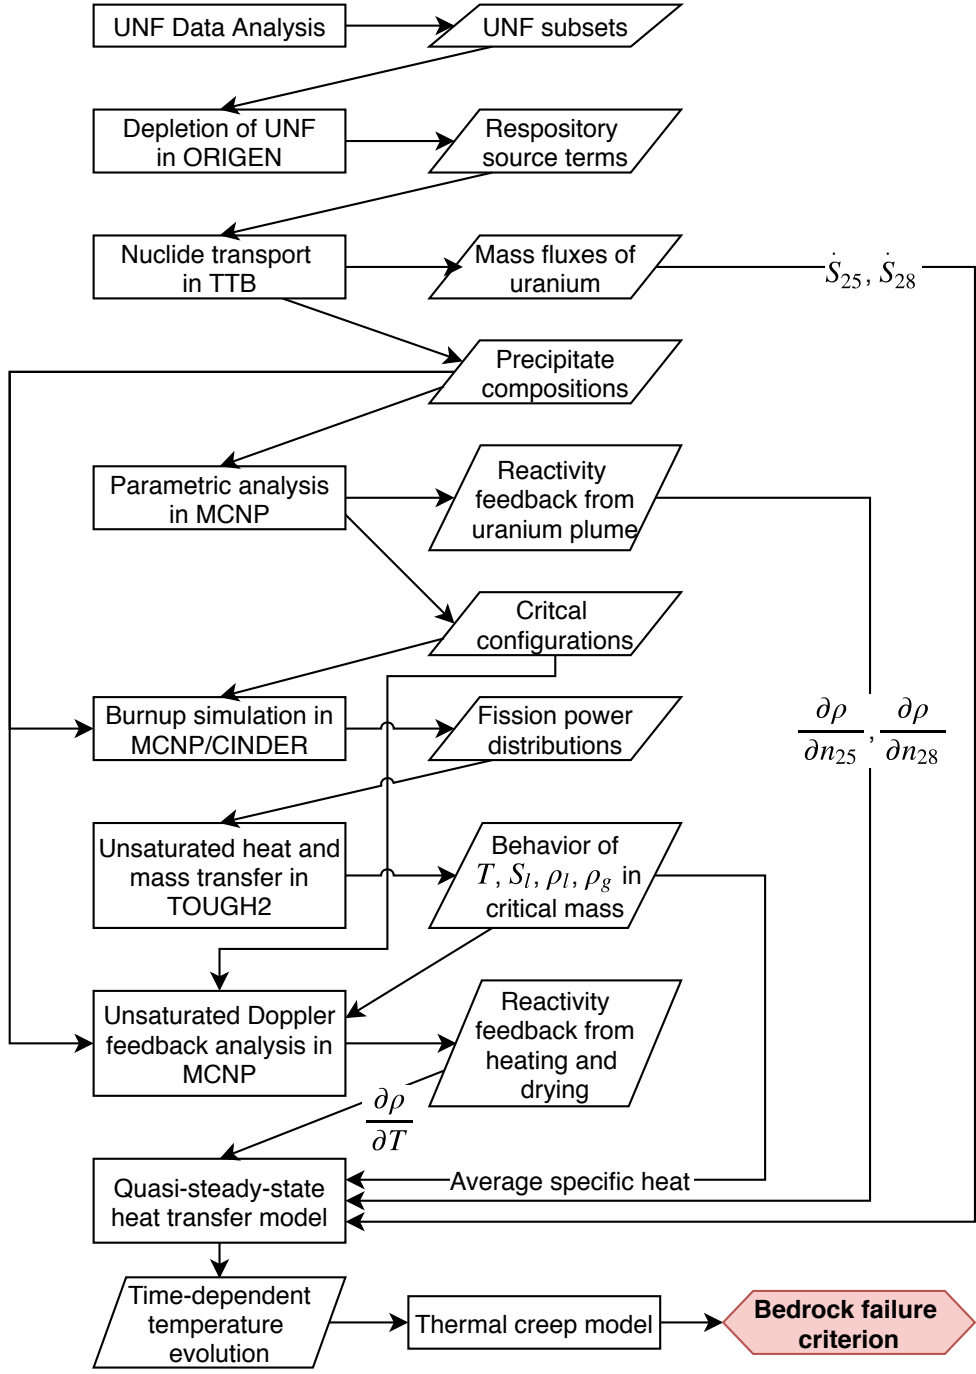 UNF Data Analysis
UNF subsets
Depletion of UNF
in ORIGEN
Respository
source terms
Nuclide transport
in TTB
Mass fluxes of
uranium
Ṡ25, Ṡ28
Precipitate
compositions
Parametric analysis
in MCNP
Reactivity
feedback from
uranium plume
Critcal
configurations
Burnup simulation in
MCNP/CINDER
Fission power
distributions
∂ρ/∂n25, ∂ρ/∂n28
Unsaturated heat and
mass transfer in
TOUGH2
Behavior of
T, Sl, ρl, ρg in
critical mass
Unsaturated Doppler
feedback analysis in
MCNP
Reactivity
feedback from
heating and
drying
∂ρ/∂T
Average specific heat
Quasi-steady-state
heat transfer model
Time-dependent
temperature
evolution
Thermal creep model
Bedrock failure
criterion